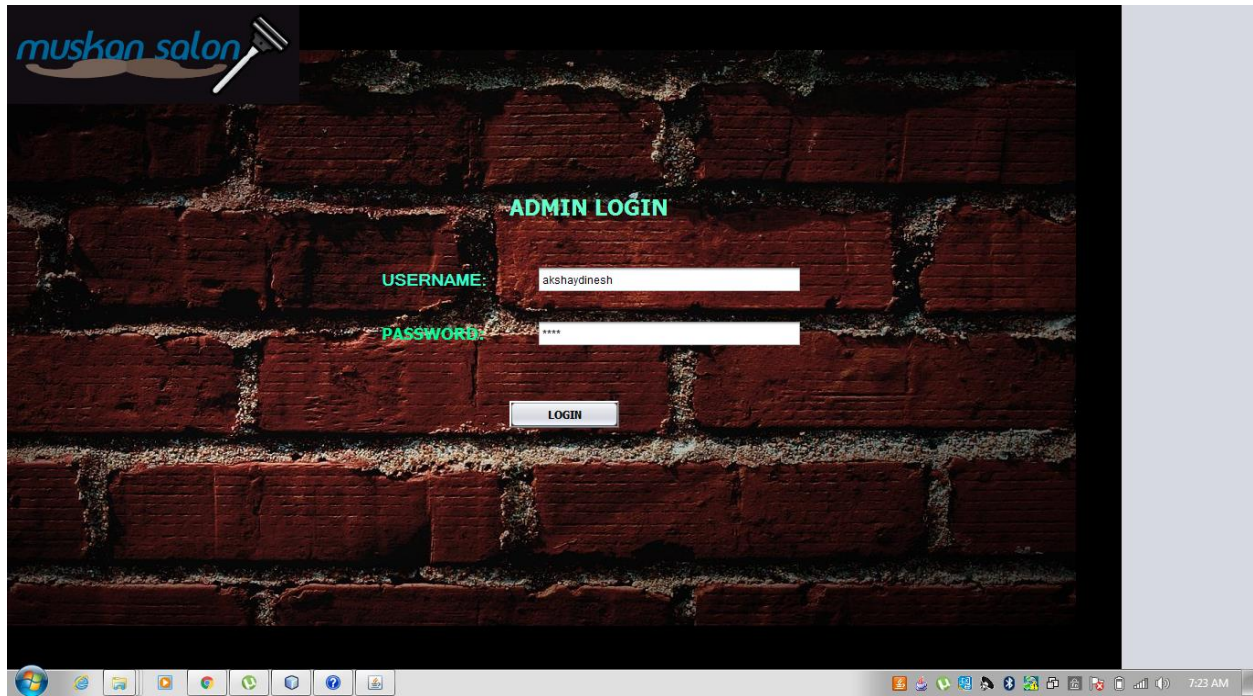 muskan salon
ADMIN LOGIN
USERNAME: akshaydinesh
PASSWORD: ****
LOGIN
7:23 AM